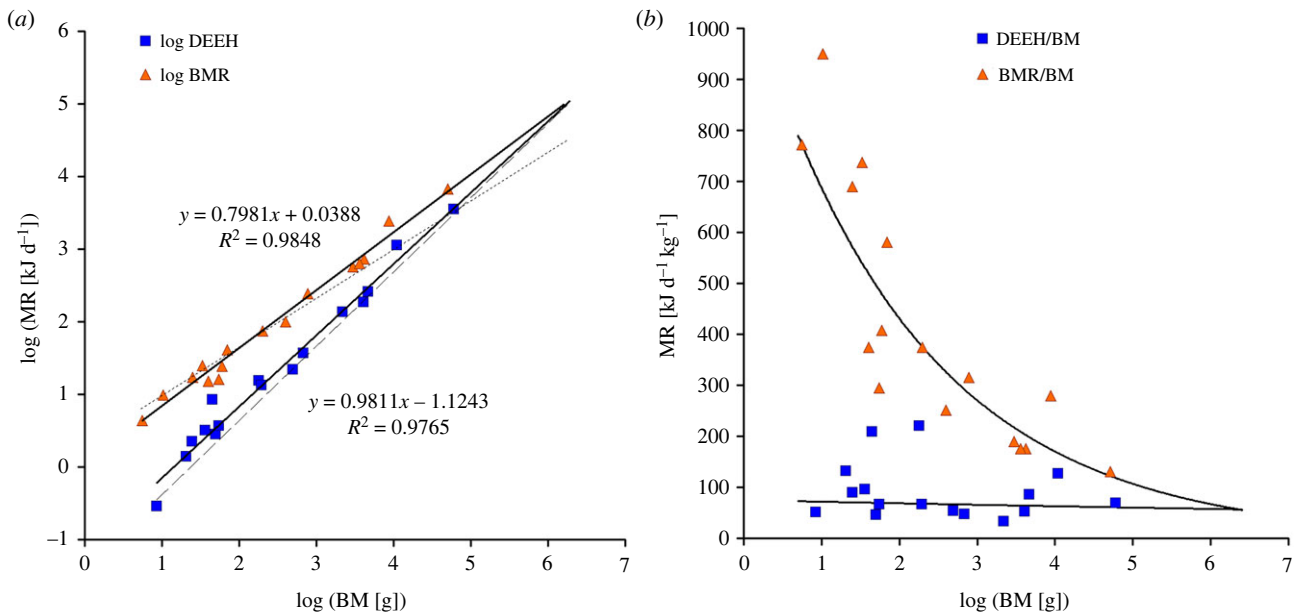 (a)
6
5
4
3
2
1
0
–1
log (MR [kJ d⁻¹])
log DEEH
log BMR
y = 0.7981x + 0.0388
R² = 0.9848
y = 0.9811x – 1.1243
R² = 0.9765
0 1 2 3 4 5 6 7
log (BM [g])
(b)
1000
900
800
700
600
500
400
300
200
100
0
MR [kJ d⁻¹ kg⁻¹]
DEEH/BM
BMR/BM
0 1 2 3 4 5 6 7
log (BM [g])